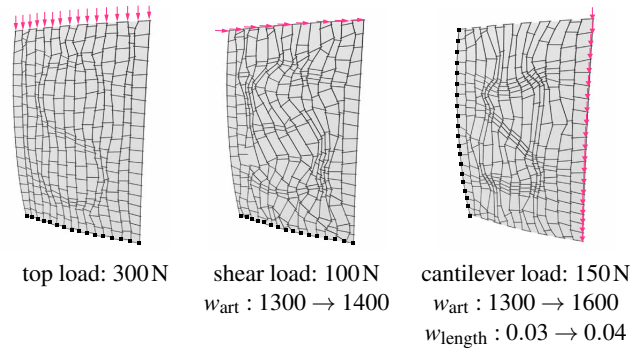 top load: 300 N
shear load: 100 N
w_art : 1300 → 1400
cantilever load: 150 N
w_art : 1300 → 1600
w_length : 0.03 → 0.04